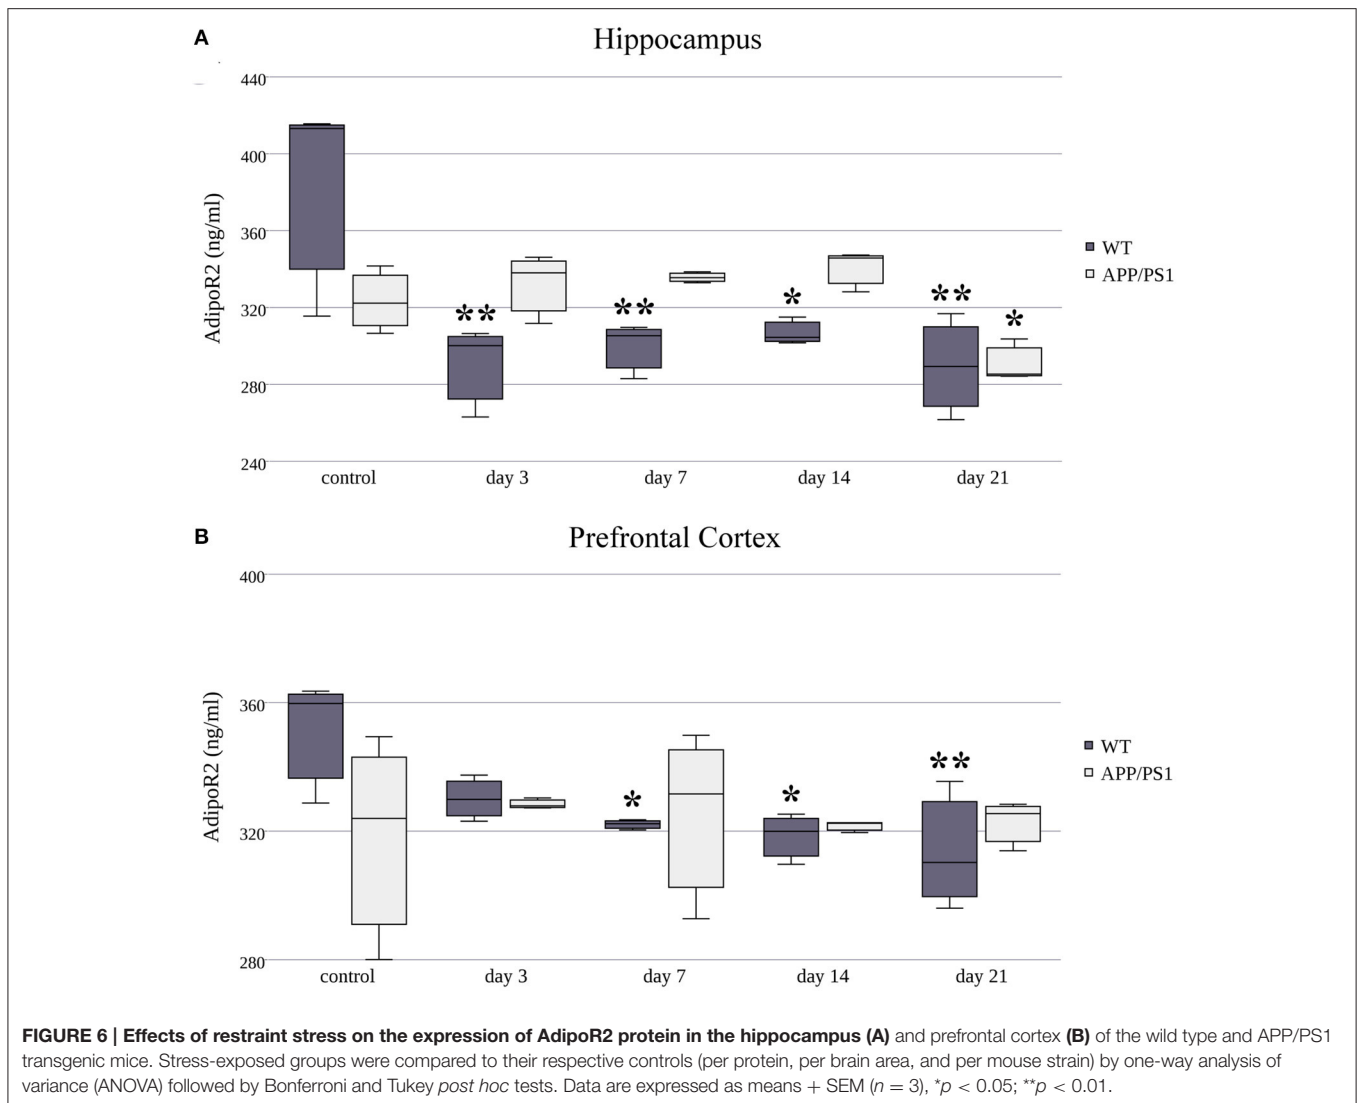 A
Hippocampus
440
400
360
320
280
240
AdipoR2 (ng/ml)
**
**
*
**
*
control
day 3
day 7
day 14
day 21
WT
APP/PS1
B
Prefrontal Cortex
400
360
320
280
AdipoR2 (ng/ml)
*
*
**
control
day 3
day 7
day 14
day 21
WT
APP/PS1
FIGURE 6 | Effects of restraint stress on the expression of AdipoR2 protein in the hippocampus (A) and prefrontal cortex (B) of the wild type and APP/PS1
transgenic mice. Stress-exposed groups were compared to their respective controls (per protein, per brain area, and per mouse strain) by one-way analysis of
variance (ANOVA) followed by Bonferroni and Tukey post hoc tests. Data are expressed as means + SEM (n = 3), *p < 0.05; **p < 0.01.